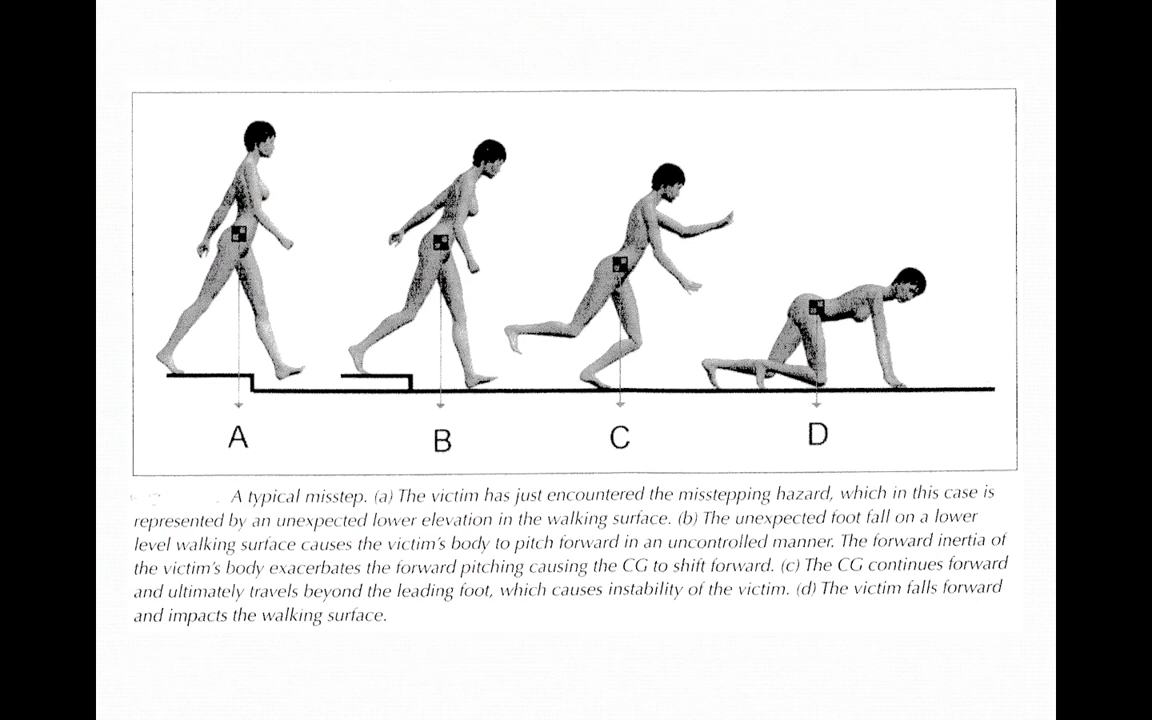 A B C D
A typical misstep. (a) The victim has just encountered the misstepping hazard, which in this case is
represented by an unexpected lower elevation in the walking surface. (b) The unexpected foot fall on a lower
level walking surface causes the victim's body to pitch forward in an uncontrolled manner. The forward inertia of
the victim's body exacerbates the forward pitching causing the CG to shift forward. (c) The CG continues forward
and ultimately travels beyond the leading foot, which causes instability of the victim. (d) The victim falls forward
and impacts the walking surface.